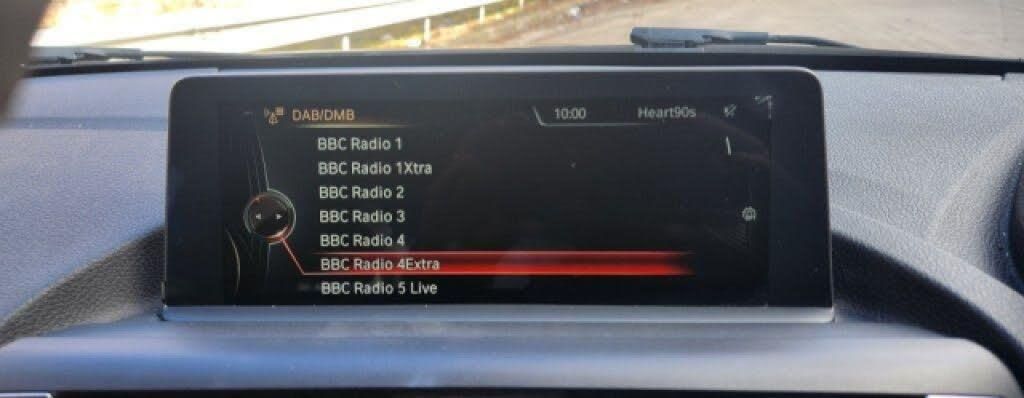 DAB/DMB 10:00 Heart90s
BBC Radio 1
BBC Radio 1Xtra
BBC Radio 2
BBC Radio 3
BBC Radio 4
BBC Radio 4Extra
BBC Radio 5 Live